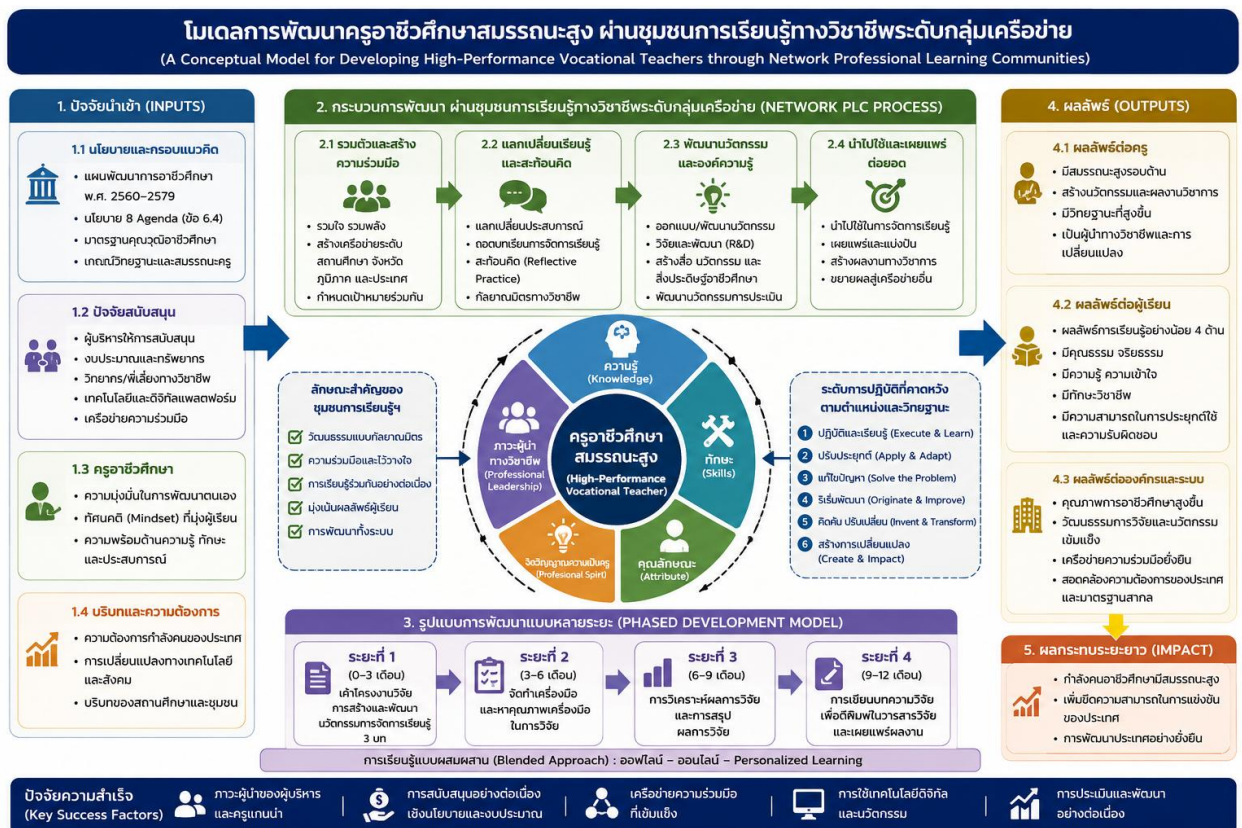 โมเดลการพัฒนาครูอาชีวศึกษาสมรรถนะสูง ผ่านชุมชนการเรียนรู้ทางวิชาชีพระดับกลุ่มเครือข่าย
(A Conceptual Model for Developing High-Performance Vocational Teachers through Network Professional Learning Communities)
1. ปัจจัยนำเข้า (INPUTS)
1.1 นโยบายและกรอบแนวคิด
• แผนพัฒนาการอาชีวศึกษา
พ.ศ. 2560–2579
• นโยบาย 8 Agenda (ข้อ 6.4)
• มาตรฐานคุณวุฒิอาชีวศึกษา
• เกณฑ์วิทยฐานะและสมรรถนะครู
1.2 ปัจจัยสนับสนุน
• ผู้บริหารให้การสนับสนุน
• งบประมาณและทรัพยากร
• วิทยากร/พี่เลี้ยงทางวิชาชีพ
• เทคโนโลยีและดิจิทัลแพลตฟอร์ม
• เครือข่ายความร่วมมือ
1.3 ครูอาชีวศึกษา
• ความมุ่งมั่นในการพัฒนาตนเอง
• ทัศนคติ (Mindset) ที่มุ่งผู้เรียน
• ความพร้อมด้านความรู้ ทักษะ
และประสบการณ์
1.4 บริบทและความต้องการ
• ความต้องการกำลังคนของประเทศ
• การเปลี่ยนแปลงทางเทคโนโลยี
และสังคม
• บริบทของสถานศึกษาและชุมชน
2. กระบวนการพัฒนา ผ่านชุมชนการเรียนรู้ทางวิชาชีพระดับกลุ่มเครือข่าย (NETWORK PLC PROCESS)
2.1 รวมตัวและสร้าง
ความร่วมมือ
• รวมใจ รวมพลัง
• สร้างเครือข่ายระดับ
สถานศึกษา จังหวัด
ภูมิภาค และประเทศ
• กำหนดเป้าหมายร่วมกัน
2.2 แลกเปลี่ยนเรียนรู้
และสะท้อนคิด
• แลกเปลี่ยนประสบการณ์
• ถอดบทเรียนการจัดการเรียนรู้
• สะท้อนคิด (Reflective
Practice)
• กัลยาณมิตรทางวิชาชีพ
2.3 พัฒนานวัตกรรม
และองค์ความรู้
• ออกแบบ/พัฒนานวัตกรรม
• วิจัยและพัฒนา (R&D)
• สร้างสื่อ นวัตกรรม และ
สิ่งประดิษฐ์อาชีวศึกษา
• พัฒนานวัตกรรมการประเมิน
2.4 นำไปใช้และเผยแพร่
ต่อยอด
• นำไปใช้ในการจัดการเรียนรู้
• เผยแพร่และแบ่งปัน
• สร้างผลงานทางวิชาการ
• ขยายผลสู่เครือข่ายอื่น
ลักษณะสำคัญของ
ชุมชนการเรียนรู้ฯ
วัฒนธรรมแบบกัลยาณมิตร
ความร่วมมือและไว้วางใจ
การเรียนรู้ร่วมกันอย่างต่อเนื่อง
มุ่งเน้นผลลัพธ์ผู้เรียน
การพัฒนาทั้งระบบ
ความรู้
(Knowledge)
ภาวะผู้นำ
ทางวิชาชีพ
(Professional
Leadership)
ครูอาชีวศึกษา
สมรรถนะสูง
(High-Performance
Vocational Teacher)
ทักษะ
(Skills)
จิตวิญญาณความเป็นครู
(Profesional Spirt)
คุณลักษณะ
(Attribute)
ระดับการปฏิบัติที่คาดหวัง
ตามตำแหน่งและวิทยฐานะ
1 ปฏิบัติและเรียนรู้ (Execute & Learn)
2 ปรับประยุกต์ (Apply & Adapt)
3 แก้ไขปัญหา (Solve the Problem)
4 ริเริ่มพัฒนา (Originate & Improve)
5 คิดค้น ปรับเปลี่ยน (Invent & Transform)
6 สร้างการเปลี่ยนแปลง
(Create & Impact)
3. รูปแบบการพัฒนาแบบหลายระยะ (PHASED DEVELOPMENT MODEL)
ระยะที่ 1
(0–3 เดือน)
เค้าโครงงานวิจัย
การสร้างและพัฒนา
นวัตกรรมการจัดการเรียนรู้
3 บท
ระยะที่ 2
(3–6 เดือน)
จัดทำเครื่องมือ
และหาคุณภาพเครื่องมือ
ในการวิจัย
ระยะที่ 3
(6–9 เดือน)
การวิเคราะห์ผลการวิจัย
และการสรุป
ผลการวิจัย
ระยะที่ 4
(9–12 เดือน)
การเขียนบทความวิจัย
เพื่อตีพิมพ์ในวารสารวิจัย
และเผยแพร่ผลงาน
การเรียนรู้แบบผสมผสาน (Blended Approach) : ออฟไลน์ – ออนไลน์ – Personalized Learning
4. ผลลัพธ์ (OUTPUTS)
4.1 ผลลัพธ์ต่อครู
• มีสมรรถนะสูงรอบด้าน
• สร้างนวัตกรรมและผลงานวิชาการ
• มีวิทยฐานะที่สูงขึ้น
• เป็นผู้นำทางวิชาชีพและการ
เปลี่ยนแปลง
4.2 ผลลัพธ์ต่อผู้เรียน
• ผลลัพธ์การเรียนรู้อย่างน้อย 4 ด้าน
• มีคุณธรรม จริยธรรม
• มีความรู้ ความเข้าใจ
• มีทักษะวิชาชีพ
• มีความสามารถในการประยุกต์ใช้
และความรับผิดชอบ
4.3 ผลลัพธ์ต่อองค์กรและระบบ
• คุณภาพการอาชีวศึกษาสูงขึ้น
• วัฒนธรรมการวิจัยและนวัตกรรม
เข้มแข็ง
• เครือข่ายความร่วมมือยั่งยืน
• สอดคล้องความต้องการของประเทศ
และมาตรฐานสากล
5. ผลกระทบระยะยาว (IMPACT)
• กำลังคนอาชีวศึกษามีสมรรถนะสูง
• เพิ่มขีดความสามารถในการแข่งขัน
ของประเทศ
• การพัฒนาประเทศอย่างยั่งยืน
ปัจจัยความสำเร็จ
(Key Success Factors)
ภาวะผู้นำของผู้บริหาร
และครูแกนนำ
การสนับสนุนอย่างต่อเนื่อง
เชิงนโยบายและงบประมาณ
เครือข่ายความร่วมมือ
ที่เข้มแข็ง
การใช้เทคโนโลยีดิจิทัล
และนวัตกรรม
การประเมินและพัฒนา
อย่างต่อเนื่อง